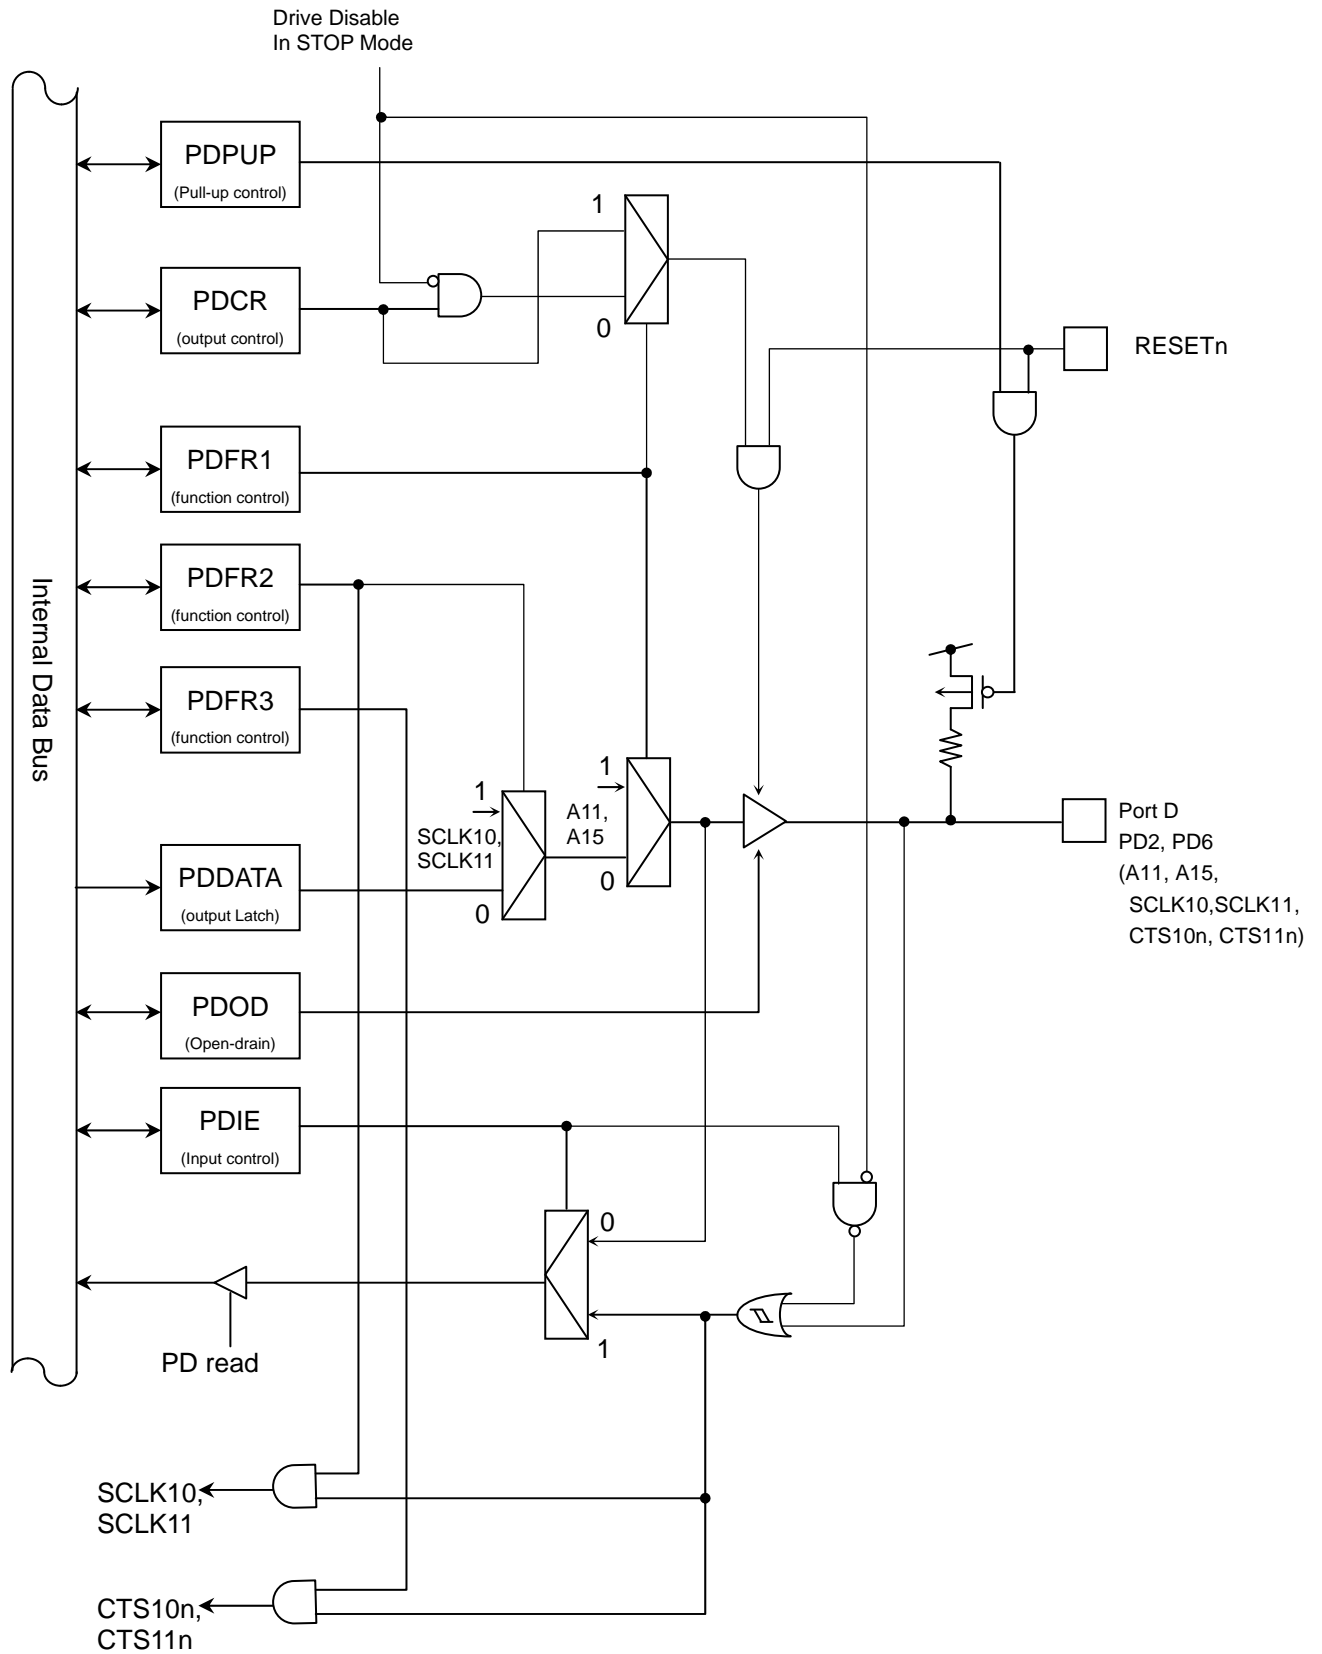 Drive Disable
In STOP Mode
PDPUP
(Pull-up control)
1
PDCR
(output control)
0
RESETn
PDFR1
(function control)
PDFR2
(function control)
Internal Data Bus
PDFR3
(function control)
1
1
SCLK10,
SCLK11
A11,
A15
Port D
PD2, PD6
(A11, A15,
SCLK10,SCLK11,
CTS10n, CTS11n)
PDDATA
(output Latch)
0
0
PDOD
(Open-drain)
PDIE
(Input control)
0
1
PD read
SCLK10,
SCLK11
CTS10n,
CTS11n